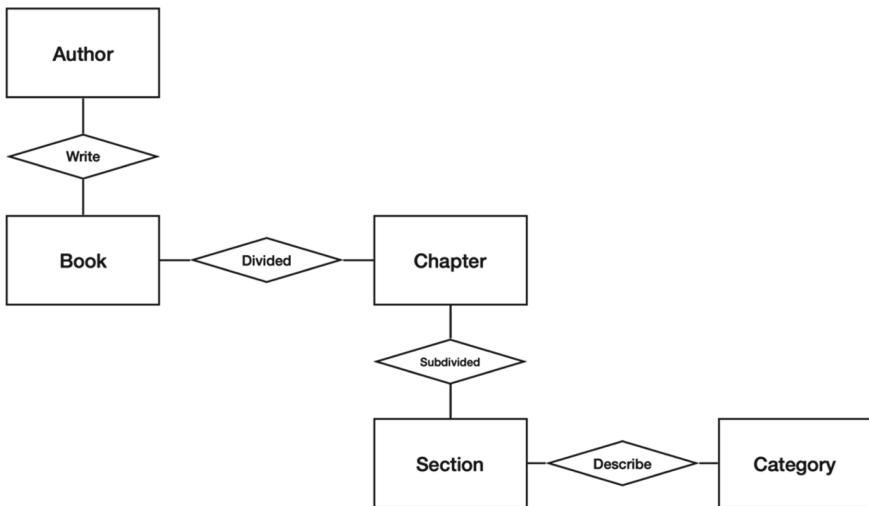 Author
Write
Book
Divided
Chapter
Subdivided
Section
Describe
Category